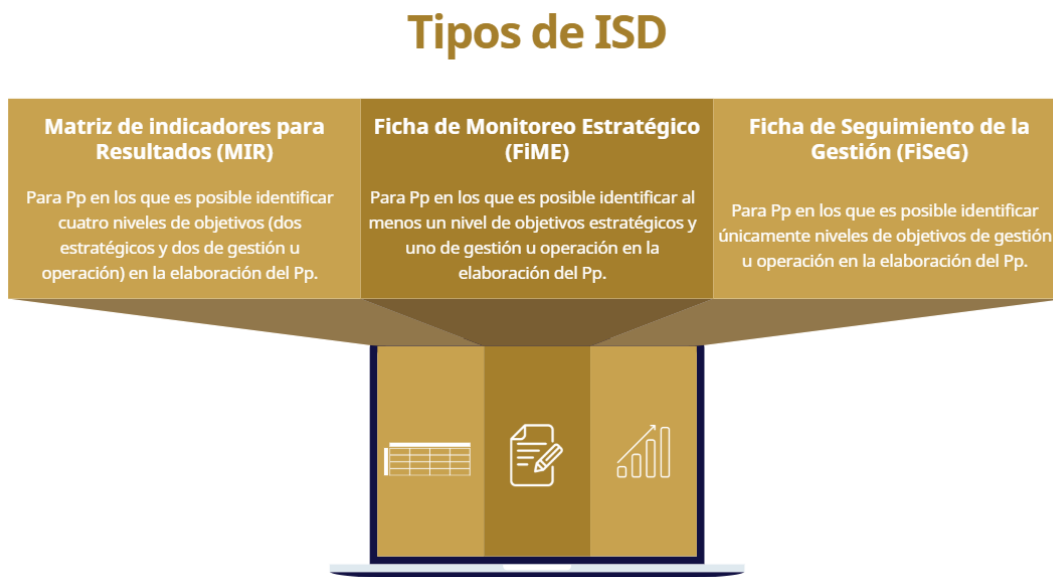 Tipos de ISD
Matriz de indicadores para
Resultados (MIR)
Para Pp en los que es posible identificar
cuatro niveles de objetivos (dos
estratégicos y dos de gestión u
operación) en la elaboración del Pp.
Ficha de Monitoreo Estratégico
(FiME)
Para Pp en los que es posible identificar al
menos un nivel de objetivos estratégicos y
uno de gestión u operación en la
elaboración del Pp.
Ficha de Seguimiento de la
Gestión (FiSeG)
Para Pp en los que es posible identificar
únicamente niveles de objetivos de gestión
u operación en la elaboración del Pp.